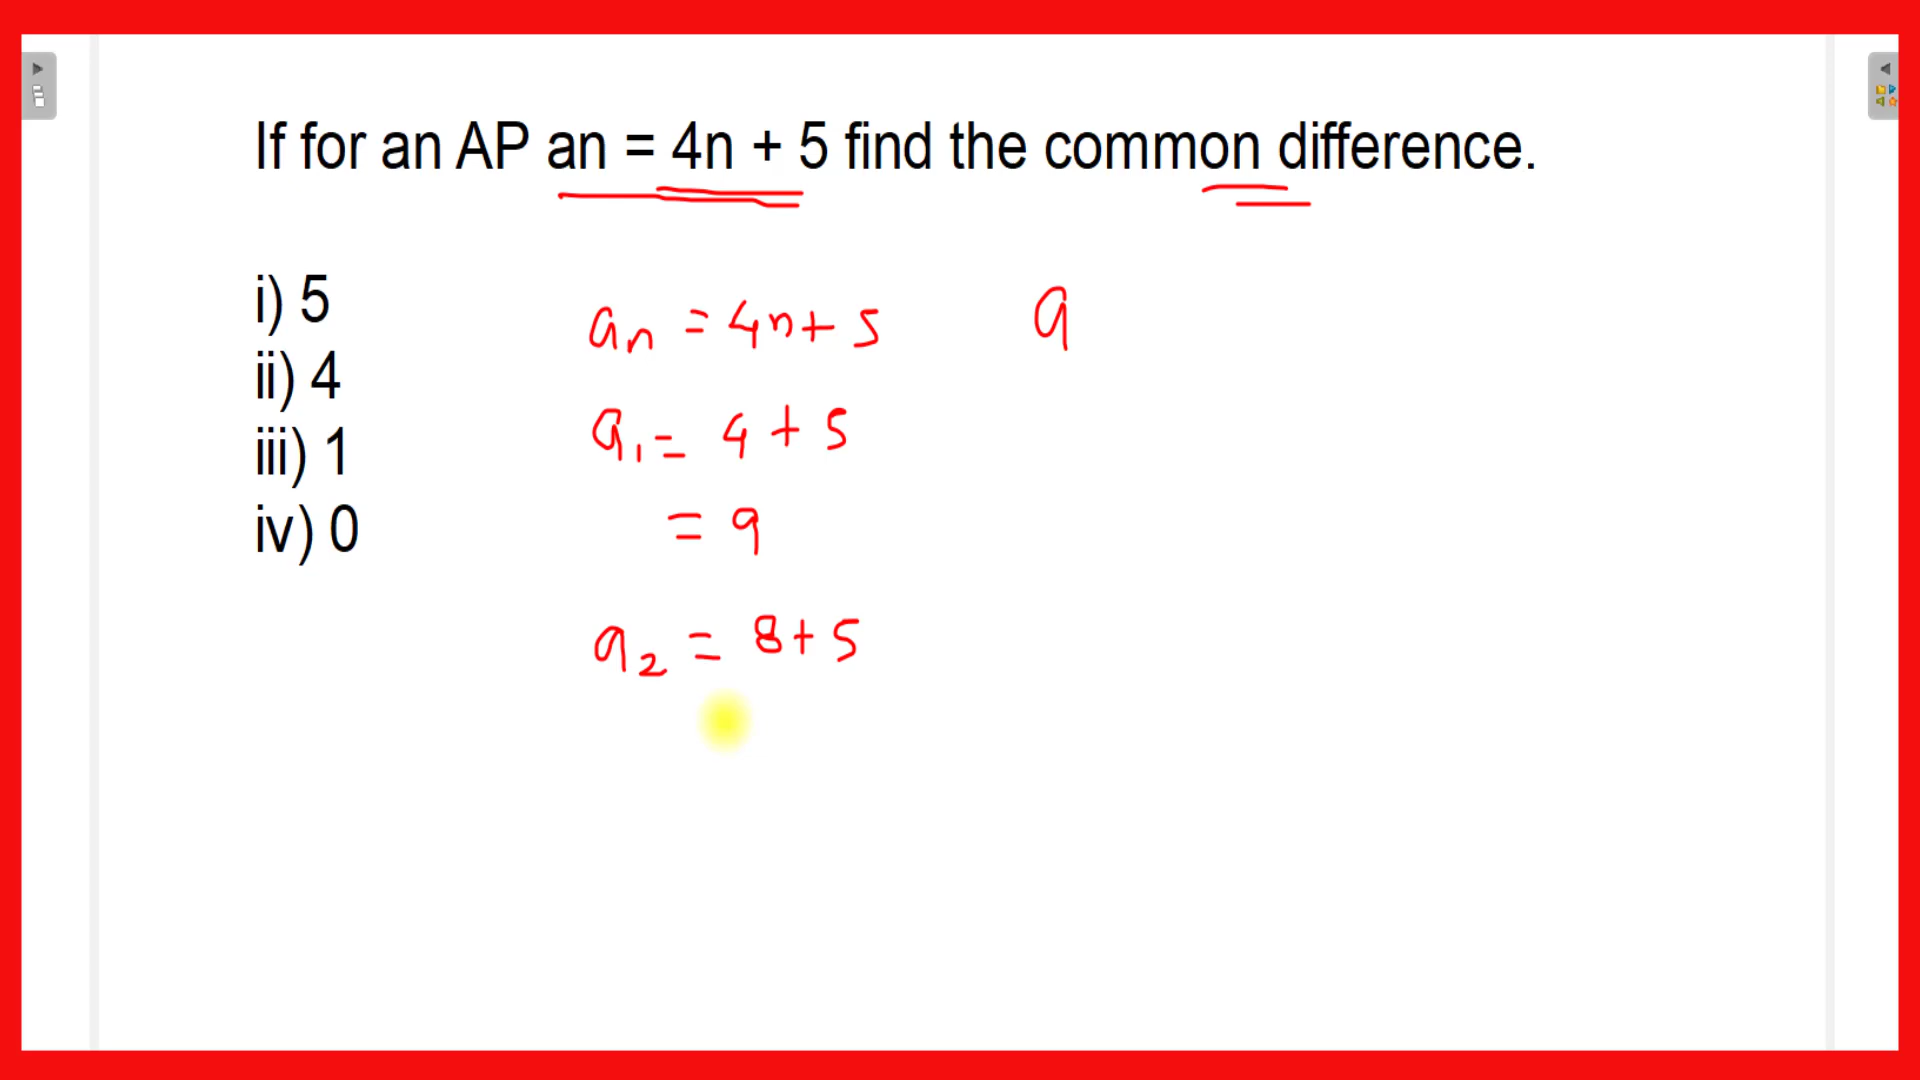 If for an AP an = 4n + 5 find the common difference.
i) 5
ii) 4
iii) 1
iv) 0
an = 4n + 5
a
a1 = 4 + 5
= 9
a2 = 8 + 5